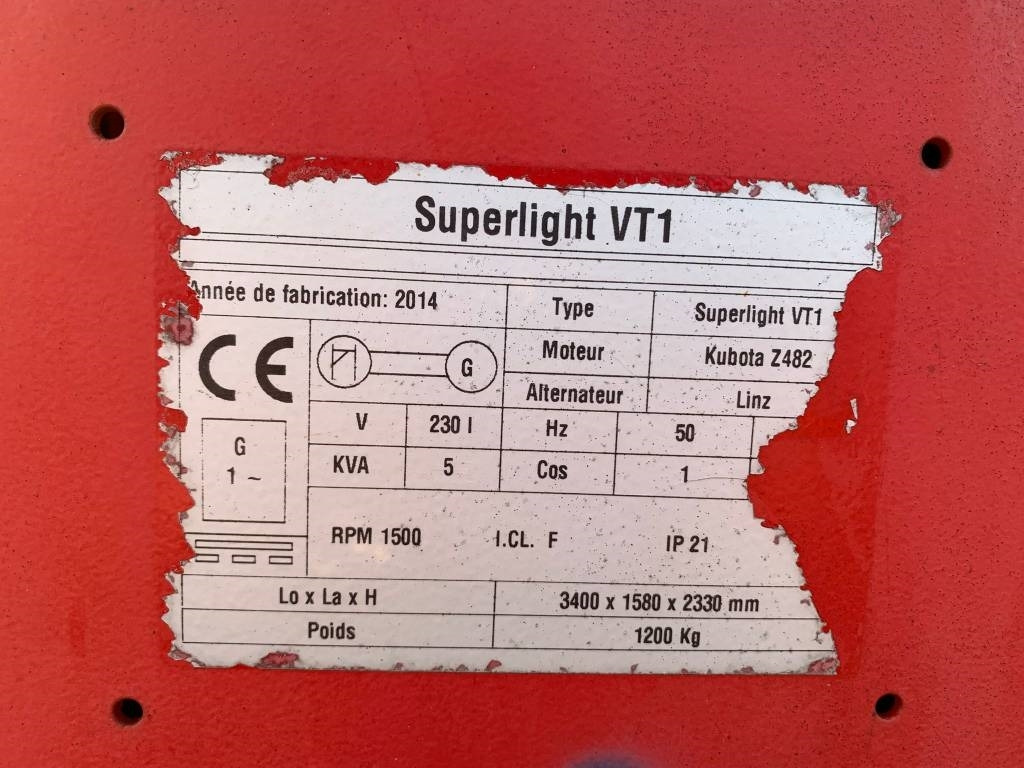 Superlight VT1
Année de fabrication: 2014
Type Superlight VT1
Moteur Kubota Z482
Alternateur Linz
CE
G
V 230 I Hz 50
KVA 5 Cos 1
G
1 ~
RPM 1500 I.CL. F IP 21
Lo x La x H 3400 x 1580 x 2330 mm
Poids 1200 Kg